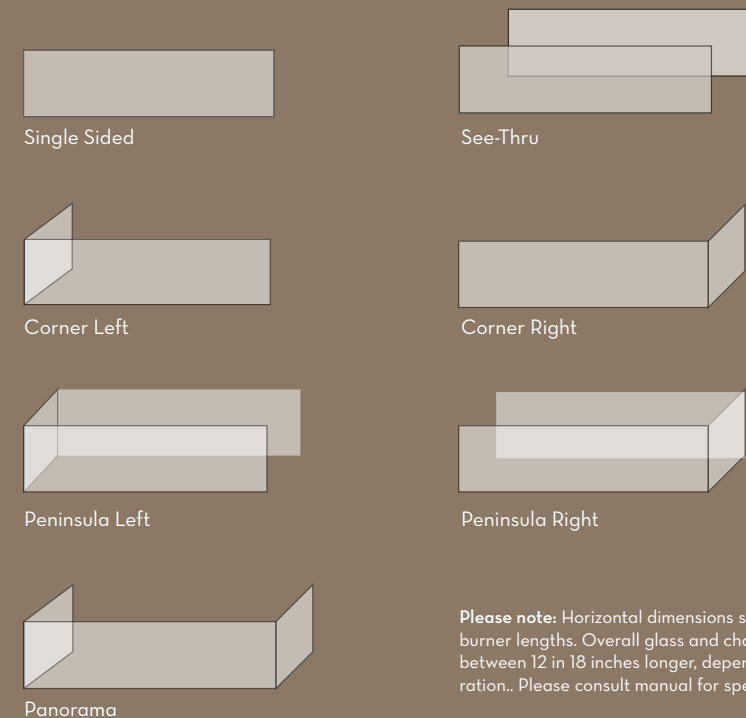 Single Sided
See-Thru
Corner Left
Corner Right
Peninsula Left
Peninsula Right
Please note: Horizontal dimensions
burner lengths. Overall glass and
between 12 in 18 inches longer,
ration.. Please consult manual for
Panorama